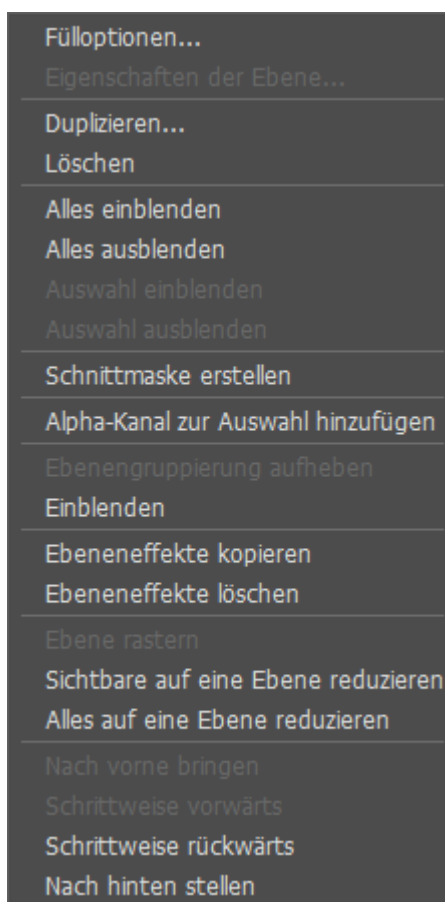 Fülloptionen...
Eigenschaften der Ebene...
Duplizieren...
Löschen
Alles einblenden
Alles ausblenden
Auswahl einblenden
Auswahl ausblenden
Schnittmaske erstellen
Alpha-Kanal zur Auswahl hinzufügen
Ebenengruppierung aufheben
Einblenden
Ebeneneffekte kopieren
Ebeneneffekte löschen
Ebene rastern
Sichtbare auf eine Ebene reduzieren
Alles auf eine Ebene reduzieren
Nach vorne bringen
Schrittweise vorwärts
Schrittweise rückwärts
Nach hinten stellen